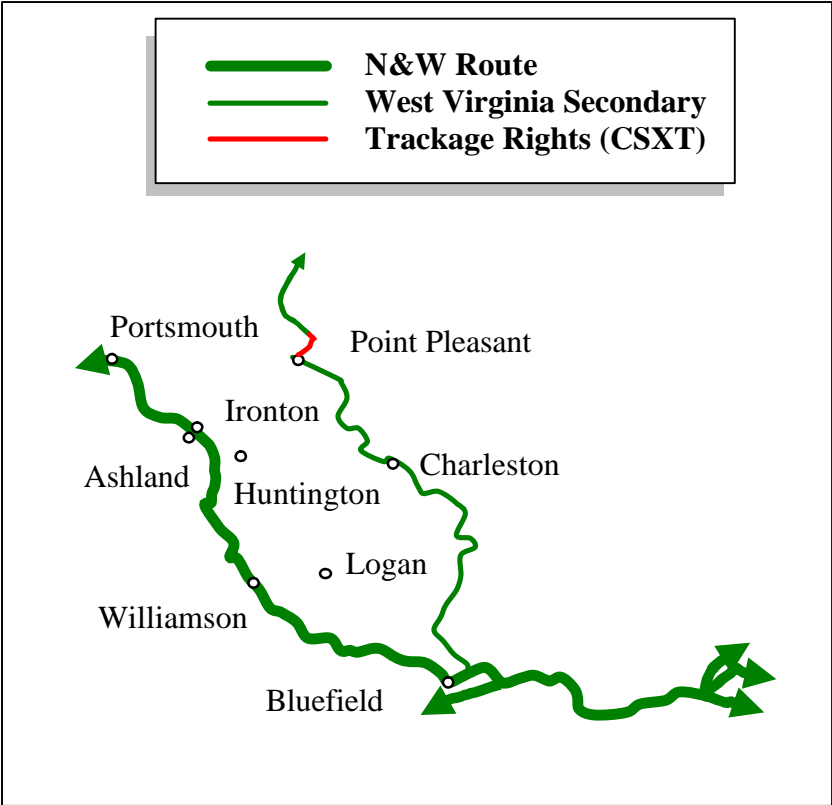 N&W Route
West Virginia Secondary
Trackage Rights (CSXT)
Portsmouth
Point Pleasant
Ironton
Charleston
Ashland
Huntington
Logan
Williamson
Bluefield